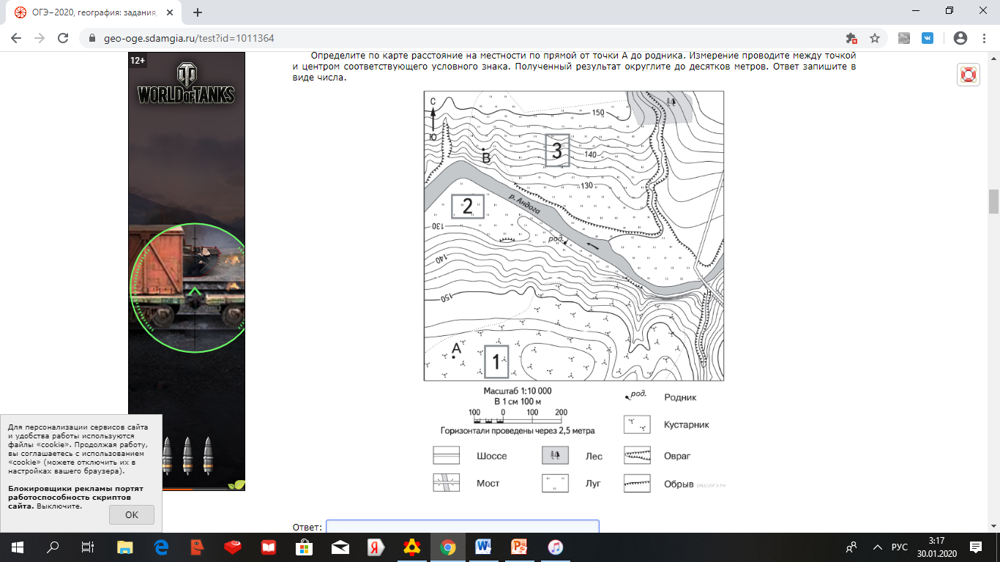 ОГЭ–2020, география: задания,
geo-oge.sdamgia.ru/test?id=1011364
12+
WORLD OF TANKS
Определите по карте расстояние на местности по прямой от точки А до родника. Измерение проводите между точкой
и центром соответствующего условного знака. Полученный результат округлите до десятков метров. Ответ запишите в
виде числа.
С
Ю
150
В
3
140
130
2
р. Андога
130
род.
140
150
А
1
Масштаб 1:10 000
В 1 см 100 м
100 0 100 200
Горизонтали проведены через 2,5 метра
Шоссе
Мост
Лес
Луг
род. Родник
Кустарник
Овраг
Обрыв
Ответ:
Для персонализации сервисов сайта
и удобства работы используются
файлы «cookie». Продолжая работу,
вы соглашаетесь с использованием
«cookie» (можете отключить их в
настройках вашего браузера).
Блокировщики рекламы портят
работоспособность скриптов
сайта. Выключите.
OK
РУС
3:17
30.01.2020